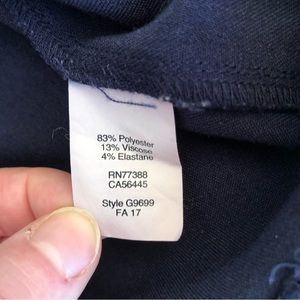 83% Polyester
13% Viscose
4% Elastane
RN77388
CA56445
Style G9699
FA 17